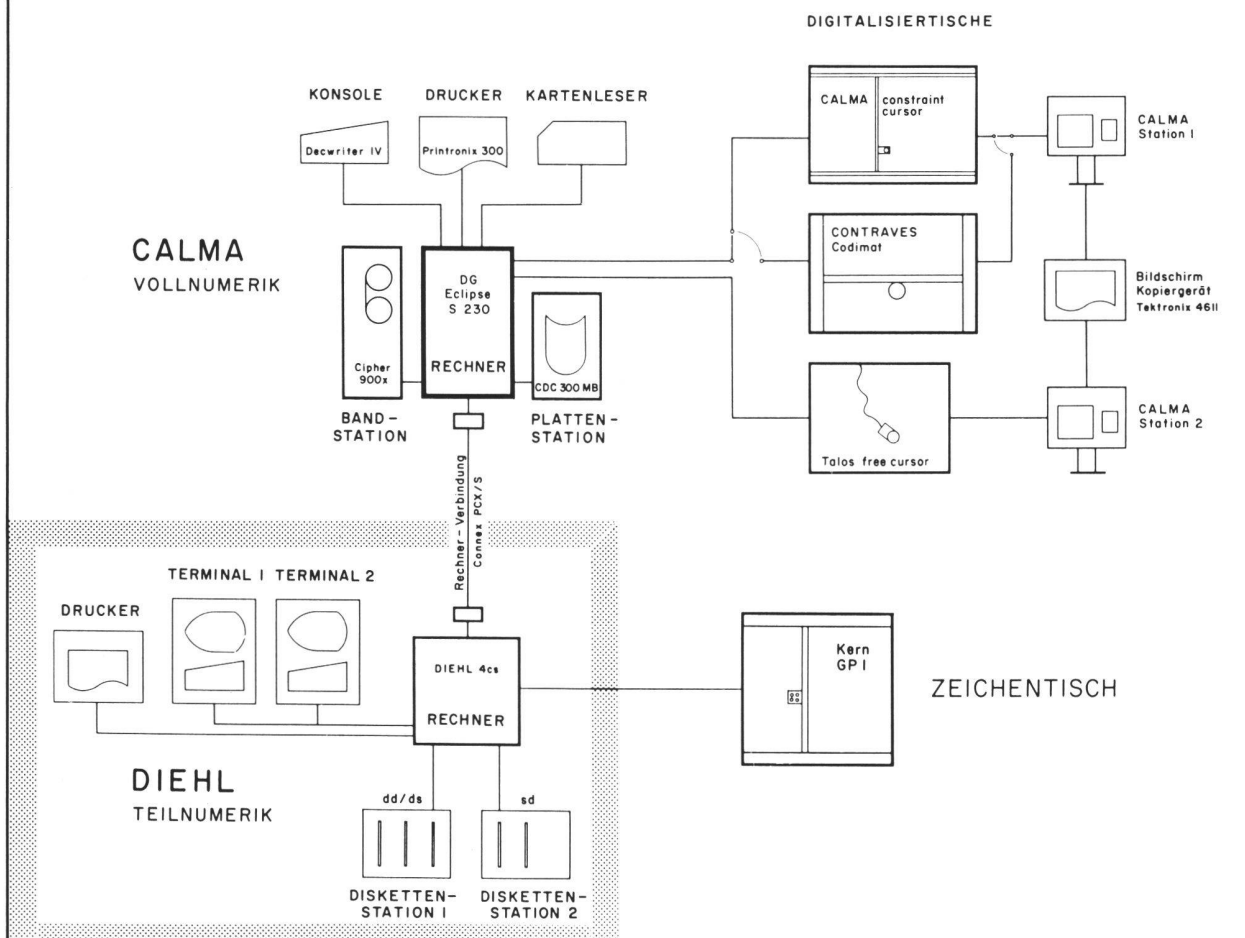 DIGITALISIERTISCHE
KONSOLE
DRUCKER
KARTENLESER
Decwriter IV
Printronix 300
CALMA
constraint
cursor
CALMA
Station 1
CALMA
VOLLNUMERIK
DG
Eclipse
S 230
RECHNER
Cipher
900x
CDC 300 MB
BAND-
STATION
PLATTEN-
STATION
CONTRAVES
Codimat
Bildschirm
Kopiergerät
Tektronix 4611
Talos free cursor
CALMA
Station 2
Rechner-Verbindung
Connex PCX/S
TERMINAL 1 TERMINAL 2
DRUCKER
DIEHL 4cs
RECHNER
Kern
GP1
ZEICHENTISCH
DIEHL
TEILNUMERIK
dd/ds
sd
DISKETTEN-
STATION 1
DISKETTEN-
STATION 2